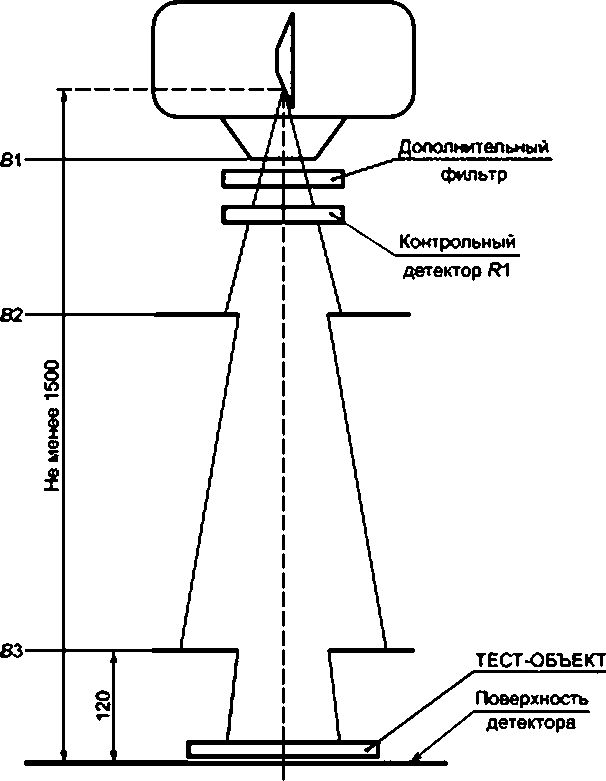 B1
Дополнительный
фильтр
Контрольный
детектор R1
B2
Не менее 1500
B3
120
ТЕСТ-ОБЪЕКТ
Поверхность
детектора